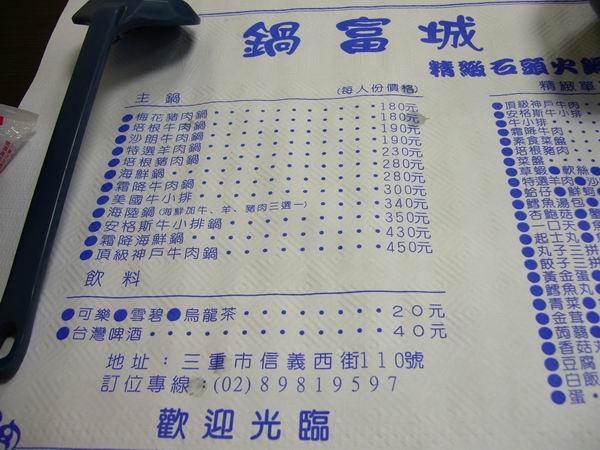 鍋富城
精緻石頭火鍋
主 鍋 (每人份價格)
●梅花豬肉鍋・・・・・・・・・180元
●培根牛肉鍋・・・・・・・・・180元
●沙朗牛肉鍋・・・・・・・・・190元
●特選羊肉鍋・・・・・・・・・190元
●培根豬肉鍋・・・・・・・・・230元
●海鮮鍋・・・・・・・・・280元
●霜降牛肉鍋・・・・・・・・・280元
●美國牛小排・・・・・・・・・300元
●海陸鍋(海鮮加牛、羊、豬肉三選一)・・・340元
●安格斯牛小排鍋・・・・・・・350元
●霜降海鮮鍋・・・・・・・・・430元
●頂級神戶牛肉鍋・・・・・・・450元
飲 料
●可樂●雪碧●烏龍茶・・・・・・20元
●台灣啤酒・・・・・・・・・40元
地址：三重市信義西街110號
訂位專線：(02)89819597
歡迎光臨
精緻單
●頂級神戶牛肉
●安格斯牛小排
●牛小排
●霜降牛肉
●素食菜盤
●培根豬肉
●菜盤
●草蝦●軟絲
●特選羊肉●沙
●蛤仔●鮮
●鱈魚湯包
●杏鮑菇●
●一口天
●起士丸
●丸子三拼
●餃子三拼
●黃金蛋
●鱈魚丸
●青菜
●金茸
●蒟蒻
●香菇丸
●豆腐
●白飯
●蛋